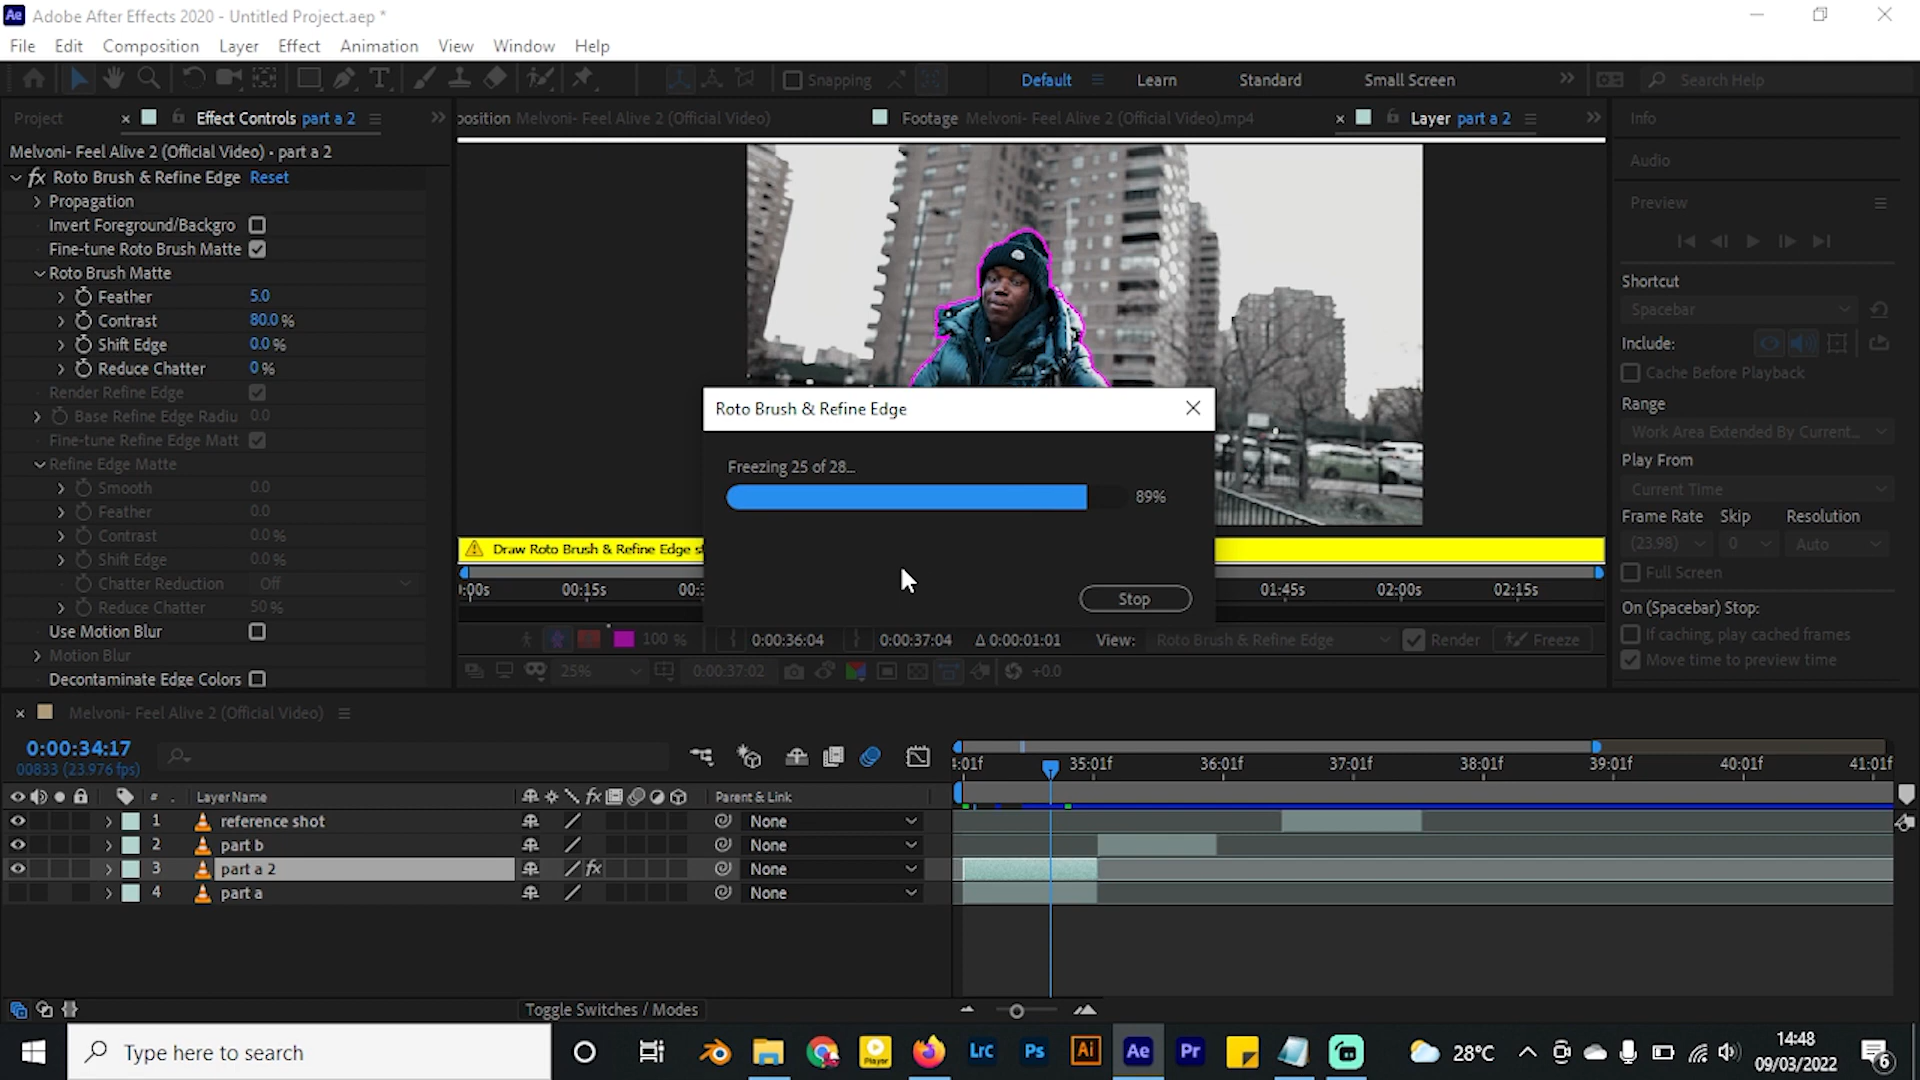 Ae Adobe After Effects 2020 - Untitled Project.aep *
File Edit Composition Layer Effect Animation View Window Help
Snapping Default Learn Standard Small Screen Search Help
Project Effect Controls part a 2
position Melvoni- Feel Alive 2 (Official Video)
Footage Melvoni- Feel Alive 2 (Official Video).mp4
Layer part a 2
Info
Melvoni- Feel Alive 2 (Official Video) • part a 2
Audio
fx Roto Brush & Refine Edge Reset
Propagation
Preview
Invert Foreground/Backgro
Fine-tune Roto Brush Matte
Roto Brush Matte
Shortcut
Feather 5.0
Spacebar
Contrast 80.0 %
Shift Edge 0.0 %
Include:
Reduce Chatter 0 %
Cache Before Playback
Render Refine Edge
Range
Base Refine Edge Radiu 0.0
Work Area Extended By Current...
Fine-tune Refine Edge Matt
Play From
Refine Edge Matte
Current Time
Smooth 0.0
Feather 0.0
Frame Rate Skip Resolution
Contrast 0.0 %
(23.98) 0 Auto
Shift Edge 0.0 %
Full Screen
Chatter Reduction Off
Reduce Chatter 50 %
On (Spacebar) Stop:
Use Motion Blur
If caching, play cached frames
Motion Blur
Move time to preview time
Decontaminate Edge Colors
Roto Brush & Refine Edge
Freezing 25 of 28...
89%
Stop
Draw Roto Brush & Refine Edge s
:00s 00:15s 00:3 01:45s 02:00s 02:15s
100 % 0:00:36:04 0:00:37:04 Δ 0:00:01:01 View: Roto Brush & Refine Edge Render Freeze
25% 0:00:37:02 +0.0
Melvoni- Feel Alive 2 (Official Video)
0:00:34:17
00833 (23.976 fps)
4:01f 35:01f 36:01f 37:01f 38:01f 39:01f 40:01f 41:01f
# . Layer Name fx Parent & Link
1 reference shot None
2 part b None
3 part a 2 fx None
4 part a None
Toggle Switches / Modes
Type here to search
Player
Lrc Ps Ai Ae Pr
28°C
14:48
09/03/2022
6